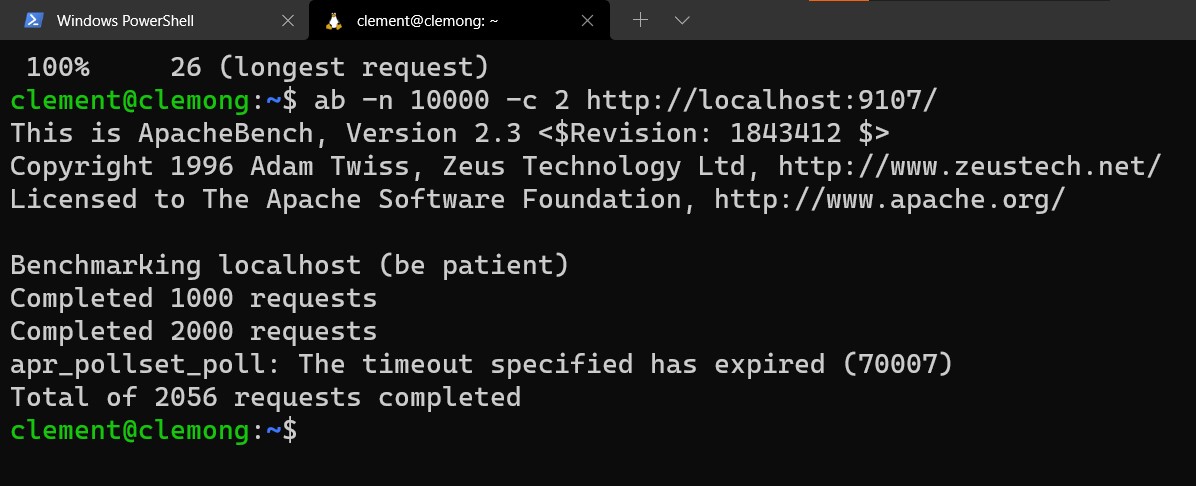 Windows PowerShell
clement@clemong: ~
100% 26 (longest request)
clement@clemong:~$ ab -n 10000 -c 2 http://localhost:9107/
This is ApacheBench, Version 2.3 <$Revision: 1843412 $>
Copyright 1996 Adam Twiss, Zeus Technology Ltd, http://www.zeustech.net/
Licensed to The Apache Software Foundation, http://www.apache.org/

Benchmarking localhost (be patient)
Completed 1000 requests
Completed 2000 requests
apr_pollset_poll: The timeout specified has expired (70007)
Total of 2056 requests completed
clement@clemong:~$